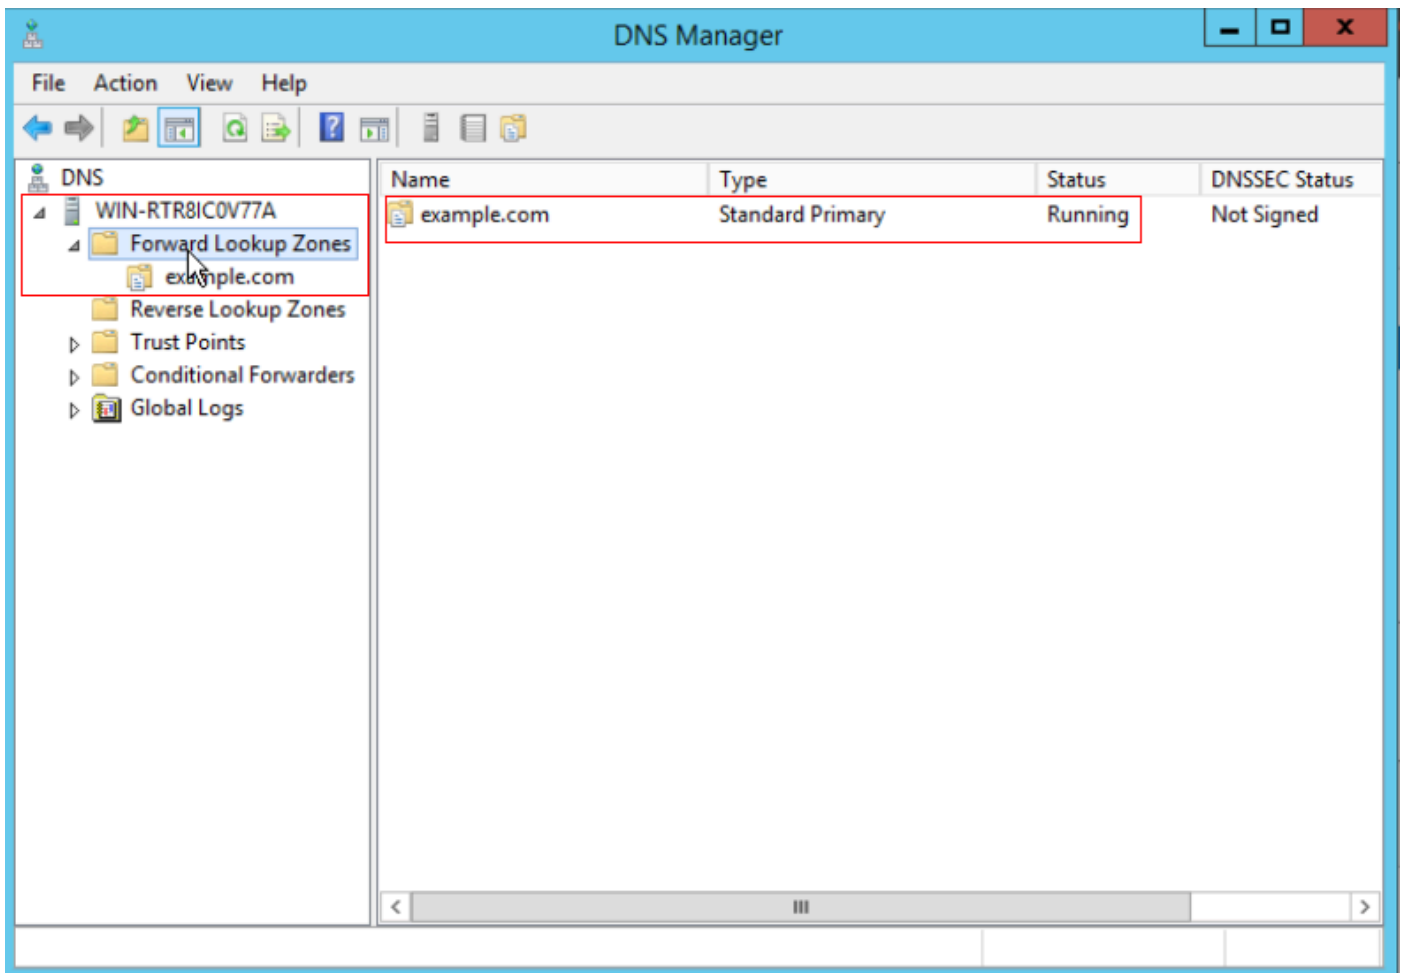 DNS Manager
File Action View Help
DNS
WIN-RTR8IC0V77A
Forward Lookup Zones
example.com
Reverse Lookup Zones
Trust Points
Conditional Forwarders
Global Logs
Name Type Status DNSSEC Status
example.com Standard Primary Running Not Signed